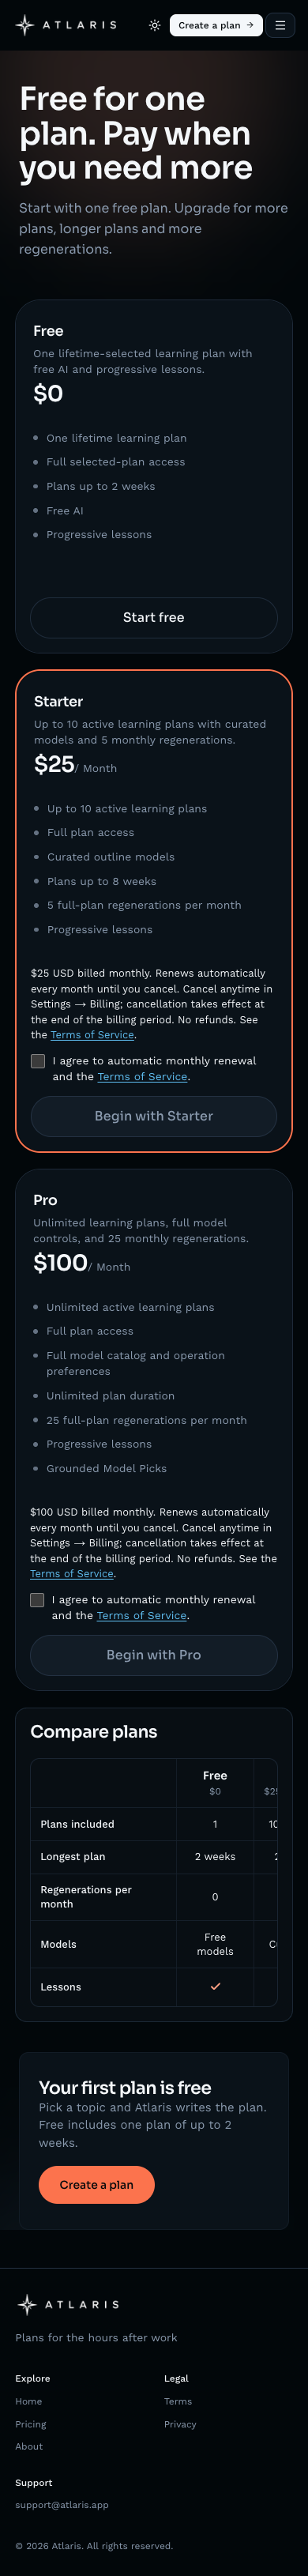 ATLARIS
Create a plan →
Free for one
plan. Pay when
you need more
Start with one free plan. Upgrade for more
plans, longer plans and more
regenerations.
Free
One lifetime-selected learning plan with
free AI and progressive lessons.
$0
One lifetime learning plan
Full selected-plan access
Plans up to 2 weeks
Free AI
Progressive lessons
Start free
Starter
Up to 10 active learning plans with curated
models and 5 monthly regenerations.
$25/ Month
Up to 10 active learning plans
Full plan access
Curated outline models
Plans up to 8 weeks
5 full-plan regenerations per month
Progressive lessons
$25 USD billed monthly. Renews automatically
every month until you cancel. Cancel anytime in
Settings → Billing; cancellation takes effect at
the end of the billing period. No refunds. See
the Terms of Service.
I agree to automatic monthly renewal
and the Terms of Service.
Begin with Starter
Pro
Unlimited learning plans, full model
controls, and 25 monthly regenerations.
$100/ Month
Unlimited active learning plans
Full plan access
Full model catalog and operation
preferences
Unlimited plan duration
25 full-plan regenerations per month
Progressive lessons
Grounded Model Picks
$100 USD billed monthly. Renews automatically
every month until you cancel. Cancel anytime in
Settings → Billing; cancellation takes effect at
the end of the billing period. No refunds. See the
Terms of Service.
I agree to automatic monthly renewal
and the Terms of Service.
Begin with Pro
Compare plans
Free
$0
Plans included 1
Longest plan 2 weeks
Regenerations per
month
0
Models
Free
models
Lessons
Your first plan is free
Pick a topic and Atlaris writes the plan.
Free includes one plan of up to 2
weeks.
Create a plan
ATLARIS
Plans for the hours after work
Explore
Home
Pricing
About
Legal
Terms
Privacy
Support
support@atlaris.app
© 2026 Atlaris. All rights reserved.